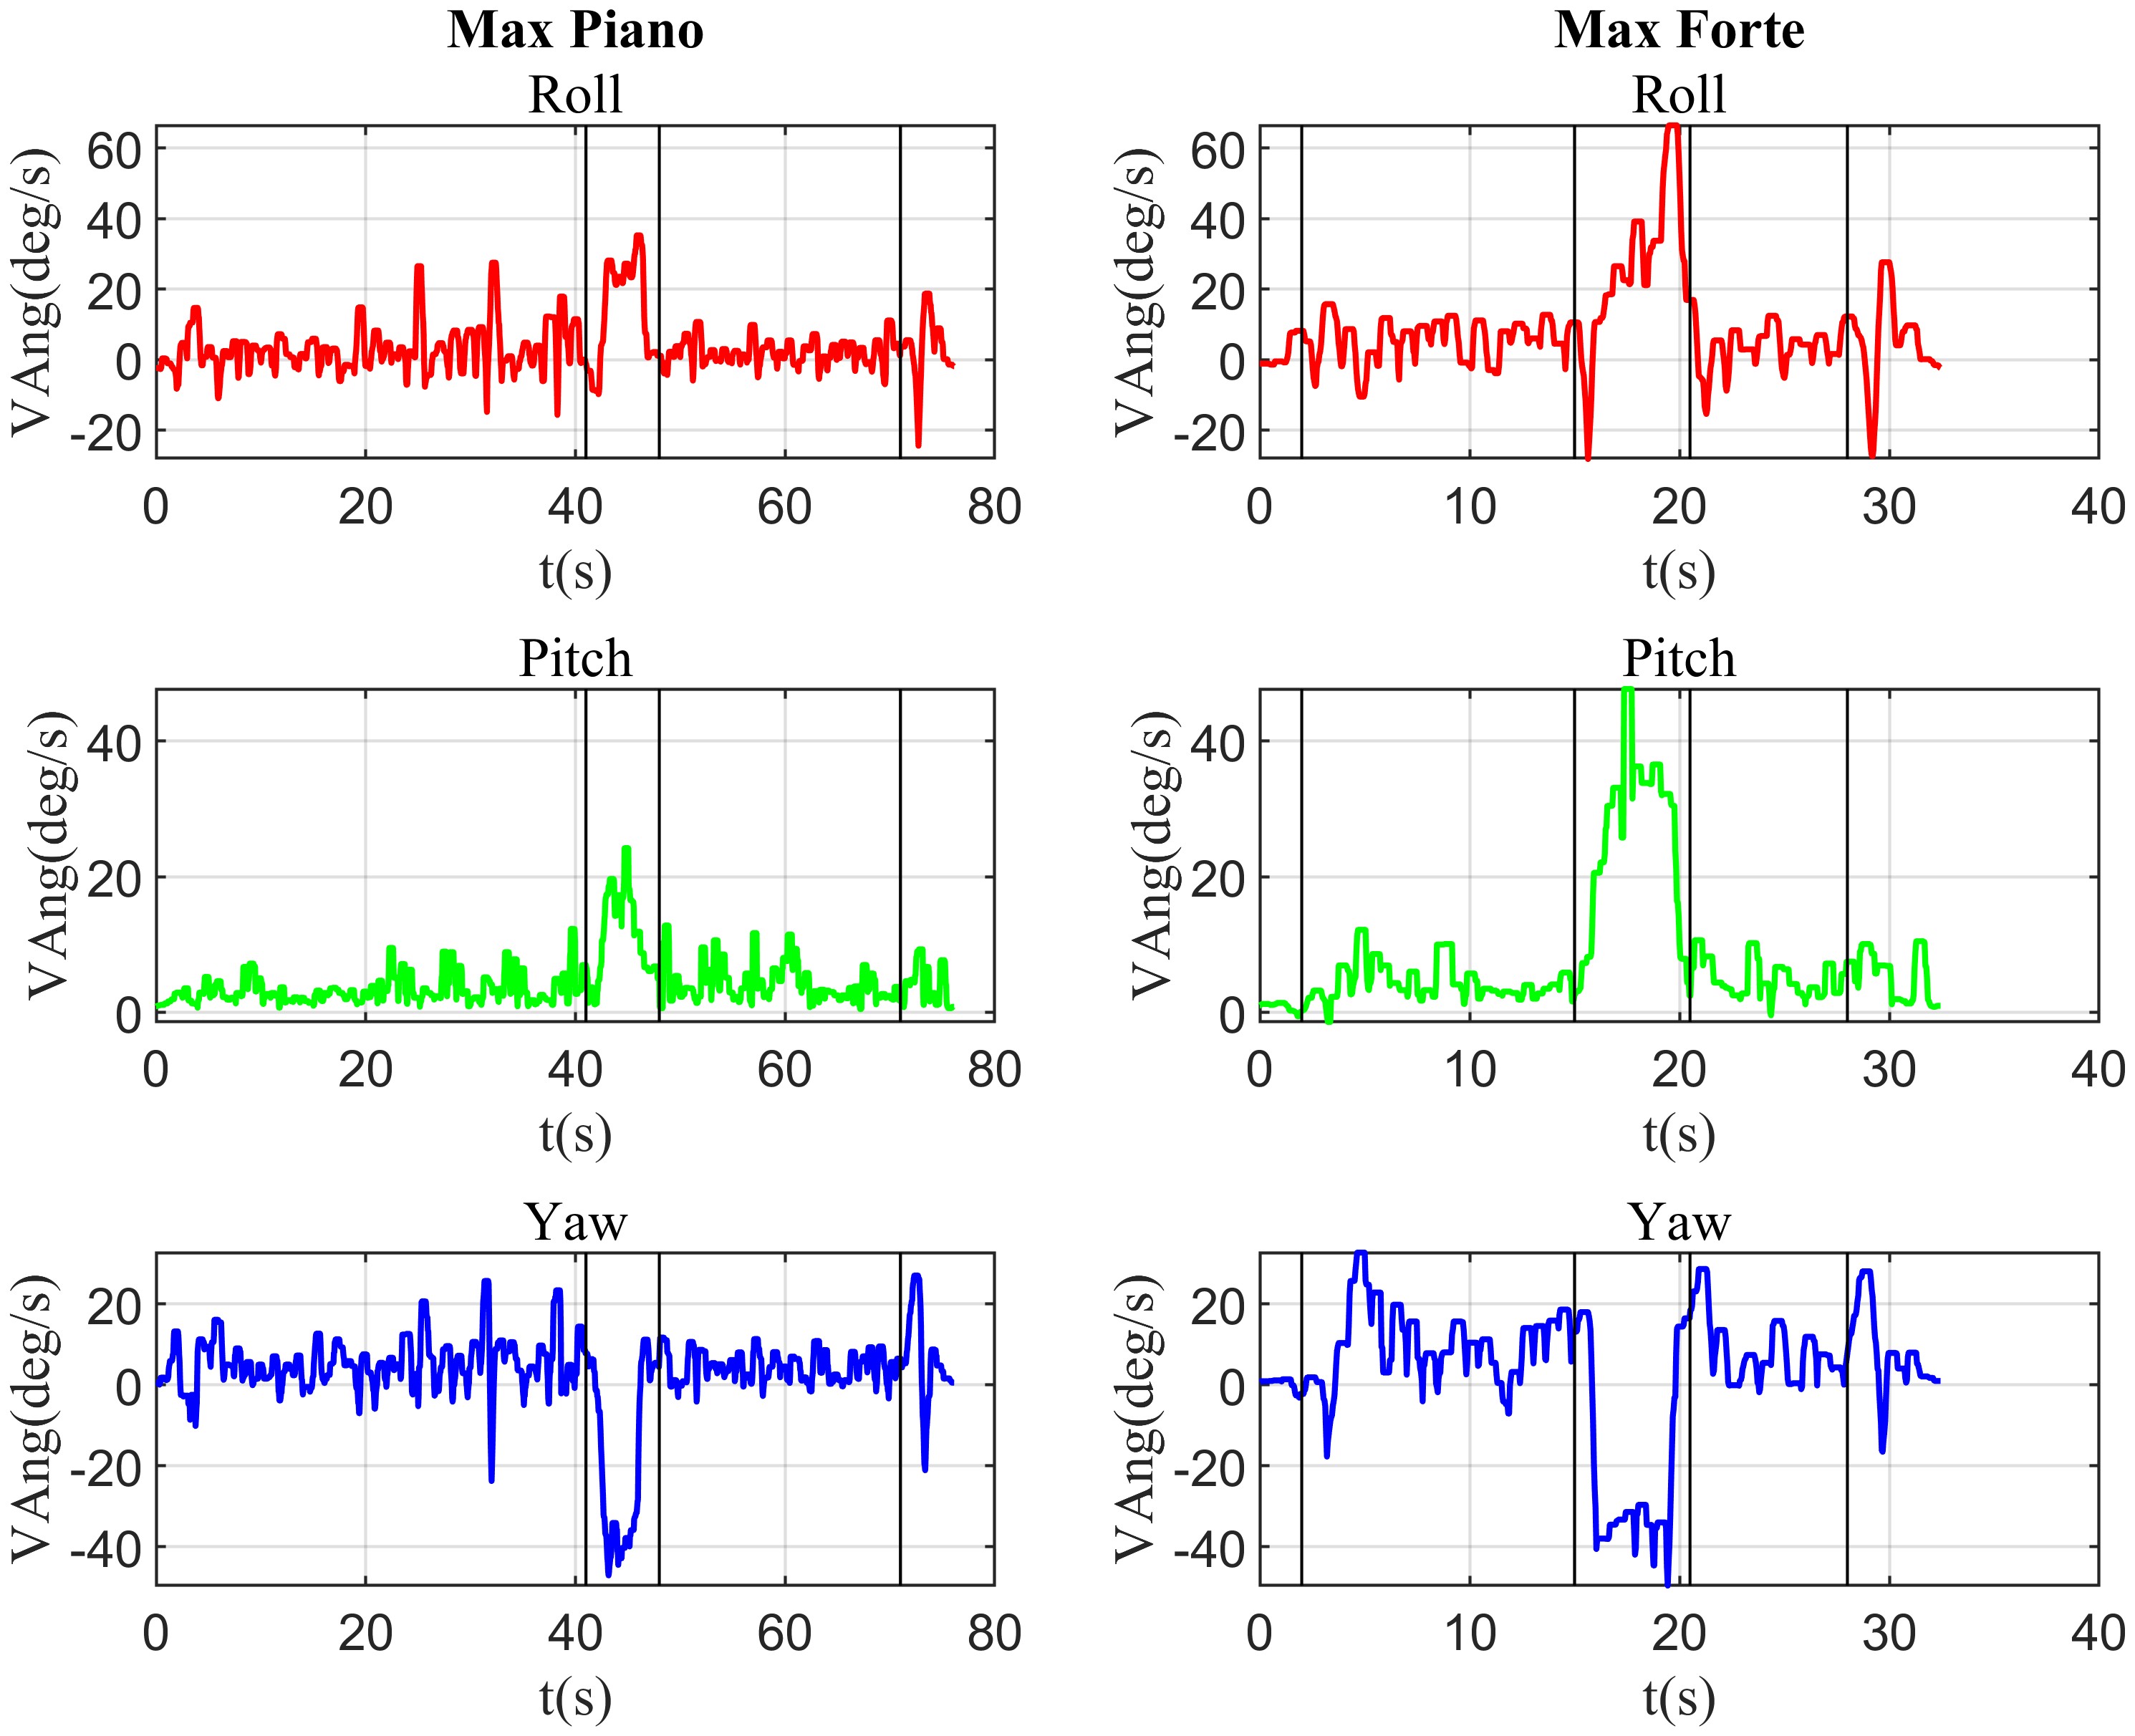 Max Piano Max Forte
Roll Roll
VAng(deg/s) 60 40 20 0 -20 VAng(deg/s) 60 40 20 0 -20
0 20 40 60 80 0 10 20 30 40
t(s) t(s)
Pitch Pitch
VAng(deg/s) 40 20 0 VAng(deg/s) 40 20 0
0 20 40 60 80 0 10 20 30 40
t(s) t(s)
Yaw Yaw
VAng(deg/s) 20 0 -20 -40 VAng(deg/s) 20 0 -20 -40
0 20 40 60 80 0 10 20 30 40
t(s) t(s)